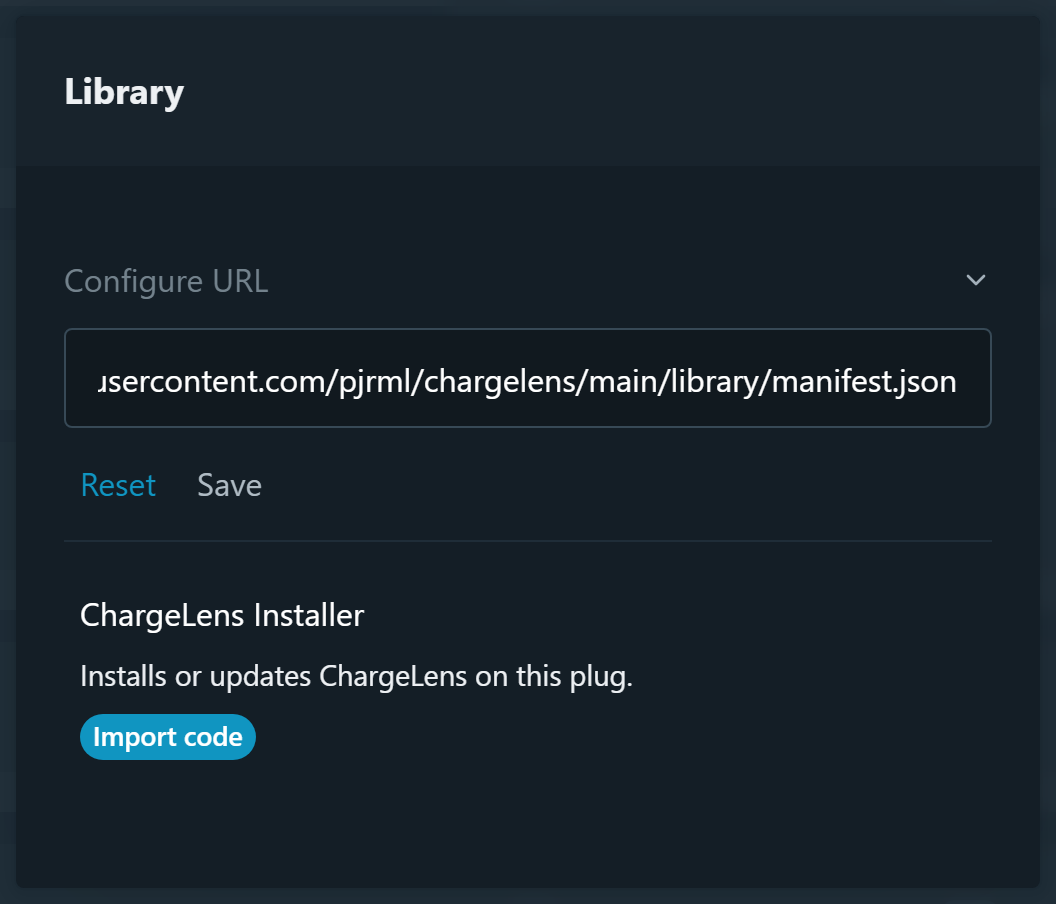 Library
Configure URL
usercontent.com/pjrml/chargelens/main/library/manifest.json
Reset Save
ChargeLens Installer
Installs or updates ChargeLens on this plug.
Import code